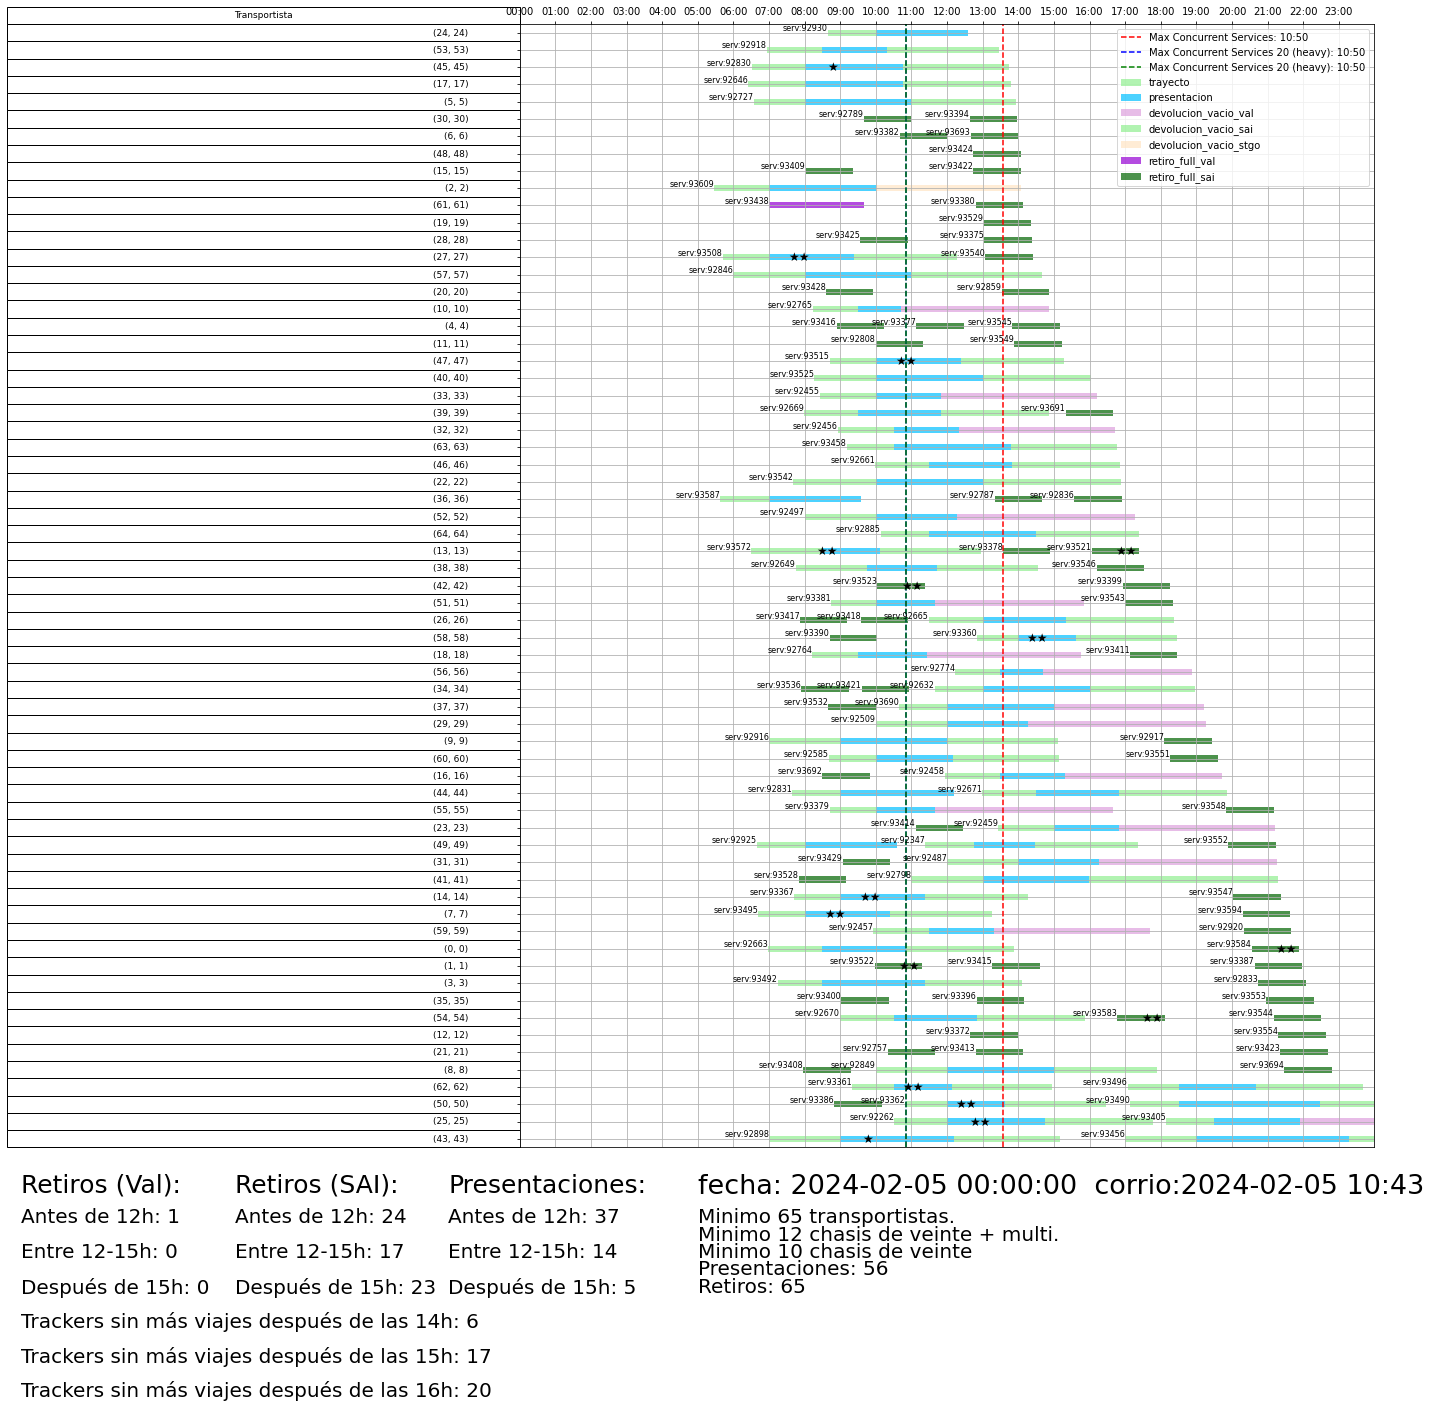 Transportista
00:00 01:00 02:00 03:00 04:00 05:00 06:00 07:00 08:00 09:00 10:00 11:00 12:00 13:00 14:00 15:00 16:00 17:00 18:00 19:00 20:00 21:00 22:00 23:00
Max Concurrent Services: 10:50
Max Concurrent Services 20 (heavy): 10:50
Max Concurrent Services 20 (heavy): 10:50
trayecto
presentacion
devolucion_vacio_val
devolucion_vacio_sai
devolucion_vacio_stgo
retiro_full_val
retiro_full_sai
(24, 24) serv:92930
(53, 53) serv:92918
(45, 45) serv:92830
(17, 17) serv:92646
(5, 5) serv:92727
(30, 30) serv:92789 serv:93394
(6, 6) serv:93382 serv:93693
(48, 48) serv:93424
(15, 15) serv:93409 serv:93422
(2, 2) serv:93609
(61, 61) serv:93438 serv:93380
(19, 19) serv:93529
(28, 28) serv:93425 serv:93375
(27, 27) serv:93508 serv:93540
(57, 57) serv:92846
(20, 20) serv:93428 serv:92859
(10, 10) serv:92765
(4, 4) serv:93416 serv:93377 serv:93545
(11, 11) serv:92808 serv:93549
(47, 47) serv:93515
(40, 40) serv:93525
(33, 33) serv:92455
(39, 39) serv:92669 serv:93691
(32, 32) serv:92456
(63, 63) serv:93458
(46, 46) serv:92661
(22, 22) serv:93542
(36, 36) serv:93587 serv:92787 serv:92836
(52, 52) serv:92497
(64, 64) serv:92885
(13, 13) serv:93572 serv:93378 serv:93521
(38, 38) serv:92649 serv:93546
(42, 42) serv:93523 serv:93399
(51, 51) serv:93381 serv:93543
(26, 26) serv:93417 serv:93418 serv:92665
(58, 58) serv:93390 serv:93360
(18, 18) serv:92764 serv:93411
(56, 56) serv:92774
(34, 34) serv:93536 serv:93421 serv:92632
(37, 37) serv:93532 serv:93690
(29, 29) serv:92509
(9, 9) serv:92916 serv:92917
(60, 60) serv:92585 serv:93551
(16, 16) serv:93692 serv:92458
(44, 44) serv:92831 serv:92671
(55, 55) serv:93379 serv:93548
(23, 23) serv:93414 serv:92459
(49, 49) serv:92925 serv:92347 serv:93552
(31, 31) serv:93429 serv:92487
(41, 41) serv:93528 serv:92798
(14, 14) serv:93367 serv:93547
(7, 7) serv:93495 serv:93594
(59, 59) serv:92457 serv:92920
(0, 0) serv:92663 serv:93584
(1, 1) serv:93522 serv:93415 serv:93387
(3, 3) serv:93492 serv:92833
(35, 35) serv:93400 serv:93396 serv:93553
(54, 54) serv:92670 serv:93583 serv:93544
(12, 12) serv:93372 serv:93554
(21, 21) serv:92757 serv:93413 serv:93423
(8, 8) serv:93408 serv:92849 serv:93694
(62, 62) serv:93361 serv:93496
(50, 50) serv:93386 serv:93362 serv:93490
(25, 25) serv:92262 serv:93405
(43, 43) serv:92898 serv:93456
Retiros (Val): Retiros (SAI): Presentaciones: fecha: 2024-02-05 00:00:00 corrio:2024-02-05 10:43
Antes de 12h: 1 Antes de 12h: 24 Antes de 12h: 37 Minimo 65 transportistas.
Minimo 12 chasis de veinte + multi.
Entre 12-15h: 0 Entre 12-15h: 17 Entre 12-15h: 14 Minimo 10 chasis de veinte
Presentaciones: 56
Después de 15h: 0 Después de 15h: 23 Después de 15h: 5 Retiros: 65
Trackers sin más viajes después de las 14h: 6
Trackers sin más viajes después de las 15h: 17
Trackers sin más viajes después de las 16h: 20